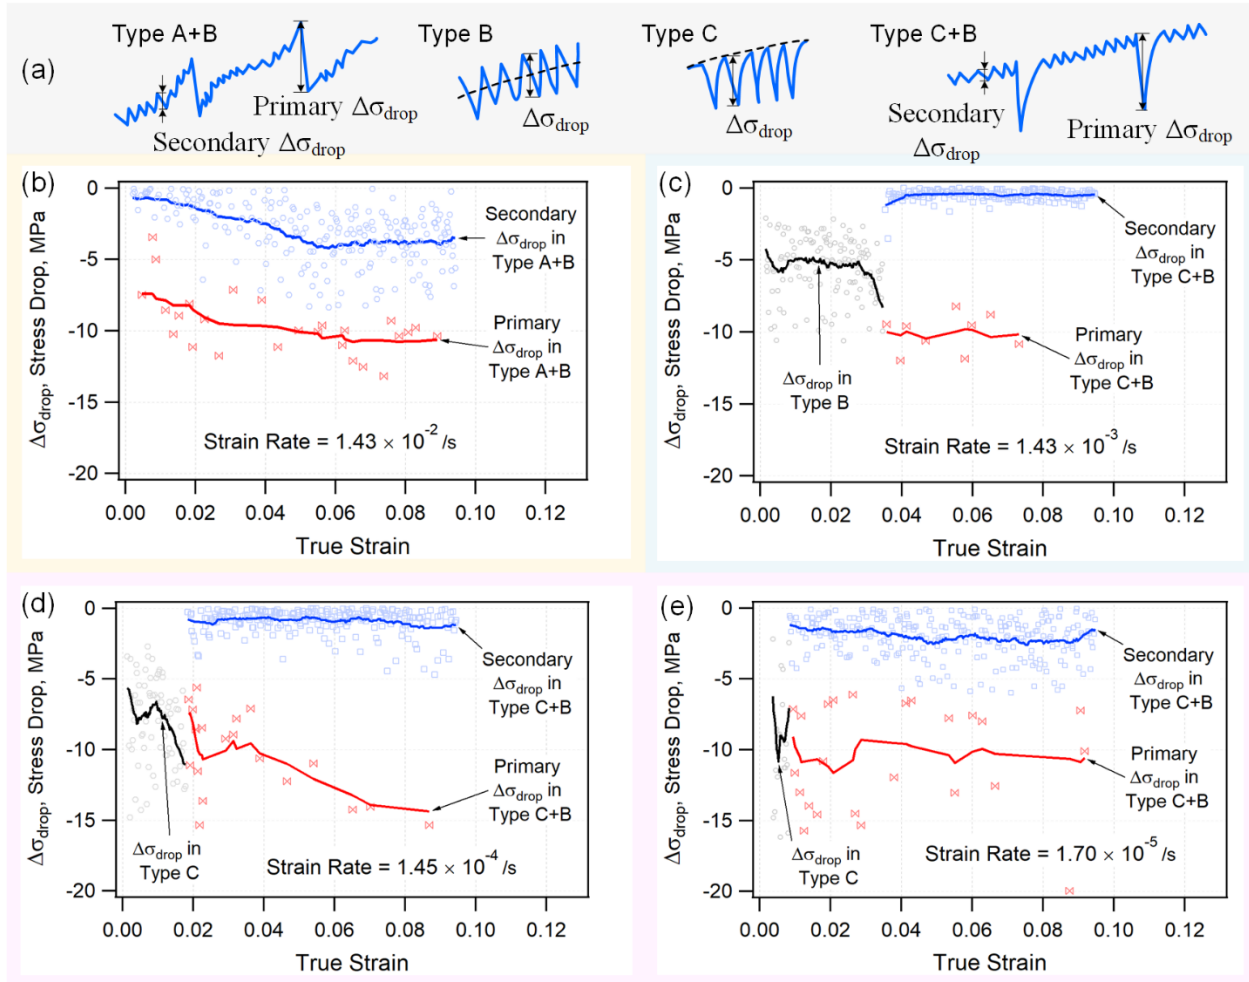 (a)
Type A+B
Type B
Type C
Type C+B
Secondary Δσdrop
Primary Δσdrop
Δσdrop
Δσdrop
Secondary
Δσdrop
Primary Δσdrop
(b)
Δσdrop, Stress Drop, MPa
0
-5
-10
-15
-20
Secondary
Δσdrop in
Type A+B
Primary
Δσdrop in
Type A+B
Strain Rate = 1.43 × 10⁻² /s
0.00 0.02 0.04 0.06 0.08 0.10 0.12
True Strain
(c)
Δσdrop, Stress Drop, MPa
0
-5
-10
-15
-20
Secondary
Δσdrop in
Type C+B
Δσdrop in
Type B
Primary
Δσdrop in
Type C+B
Strain Rate = 1.43 × 10⁻³ /s
0.00 0.02 0.04 0.06 0.08 0.10 0.12
True Strain
(d)
Δσdrop, Stress Drop, MPa
0
-5
-10
-15
-20
Secondary
Δσdrop in
Type C+B
Primary
Δσdrop in
Type C+B
Δσdrop in
Type C
Strain Rate = 1.45 × 10⁻⁴ /s
0.00 0.02 0.04 0.06 0.08 0.10 0.12
True Strain
(e)
Δσdrop, Stress Drop, MPa
0
-5
-10
-15
-20
Secondary
Δσdrop in
Type C+B
Primary
Δσdrop in
Type C+B
Δσdrop in
Type C
Strain Rate = 1.70 × 10⁻⁵ /s
0.00 0.02 0.04 0.06 0.08 0.10 0.12
True Strain